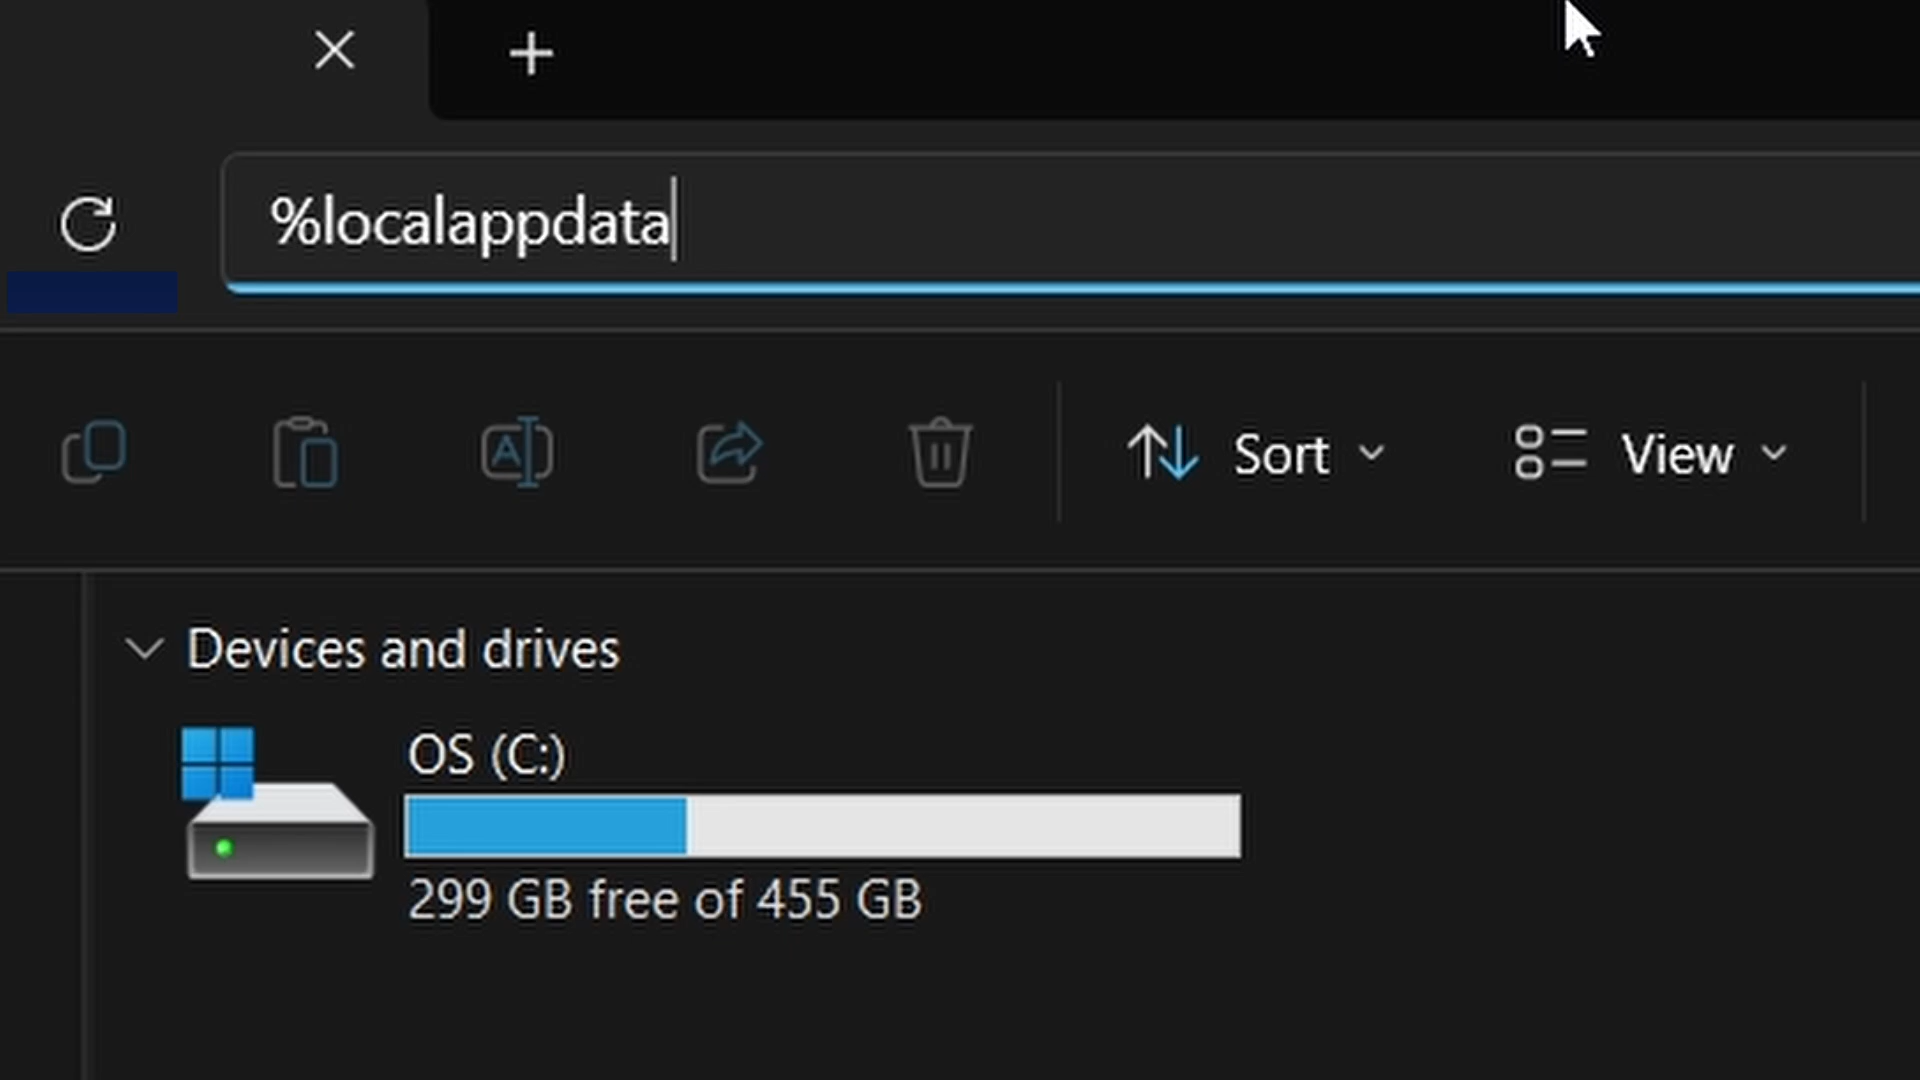 %localappdata
Sort
View
Devices and drives
OS (C:)
299 GB free of 455 GB